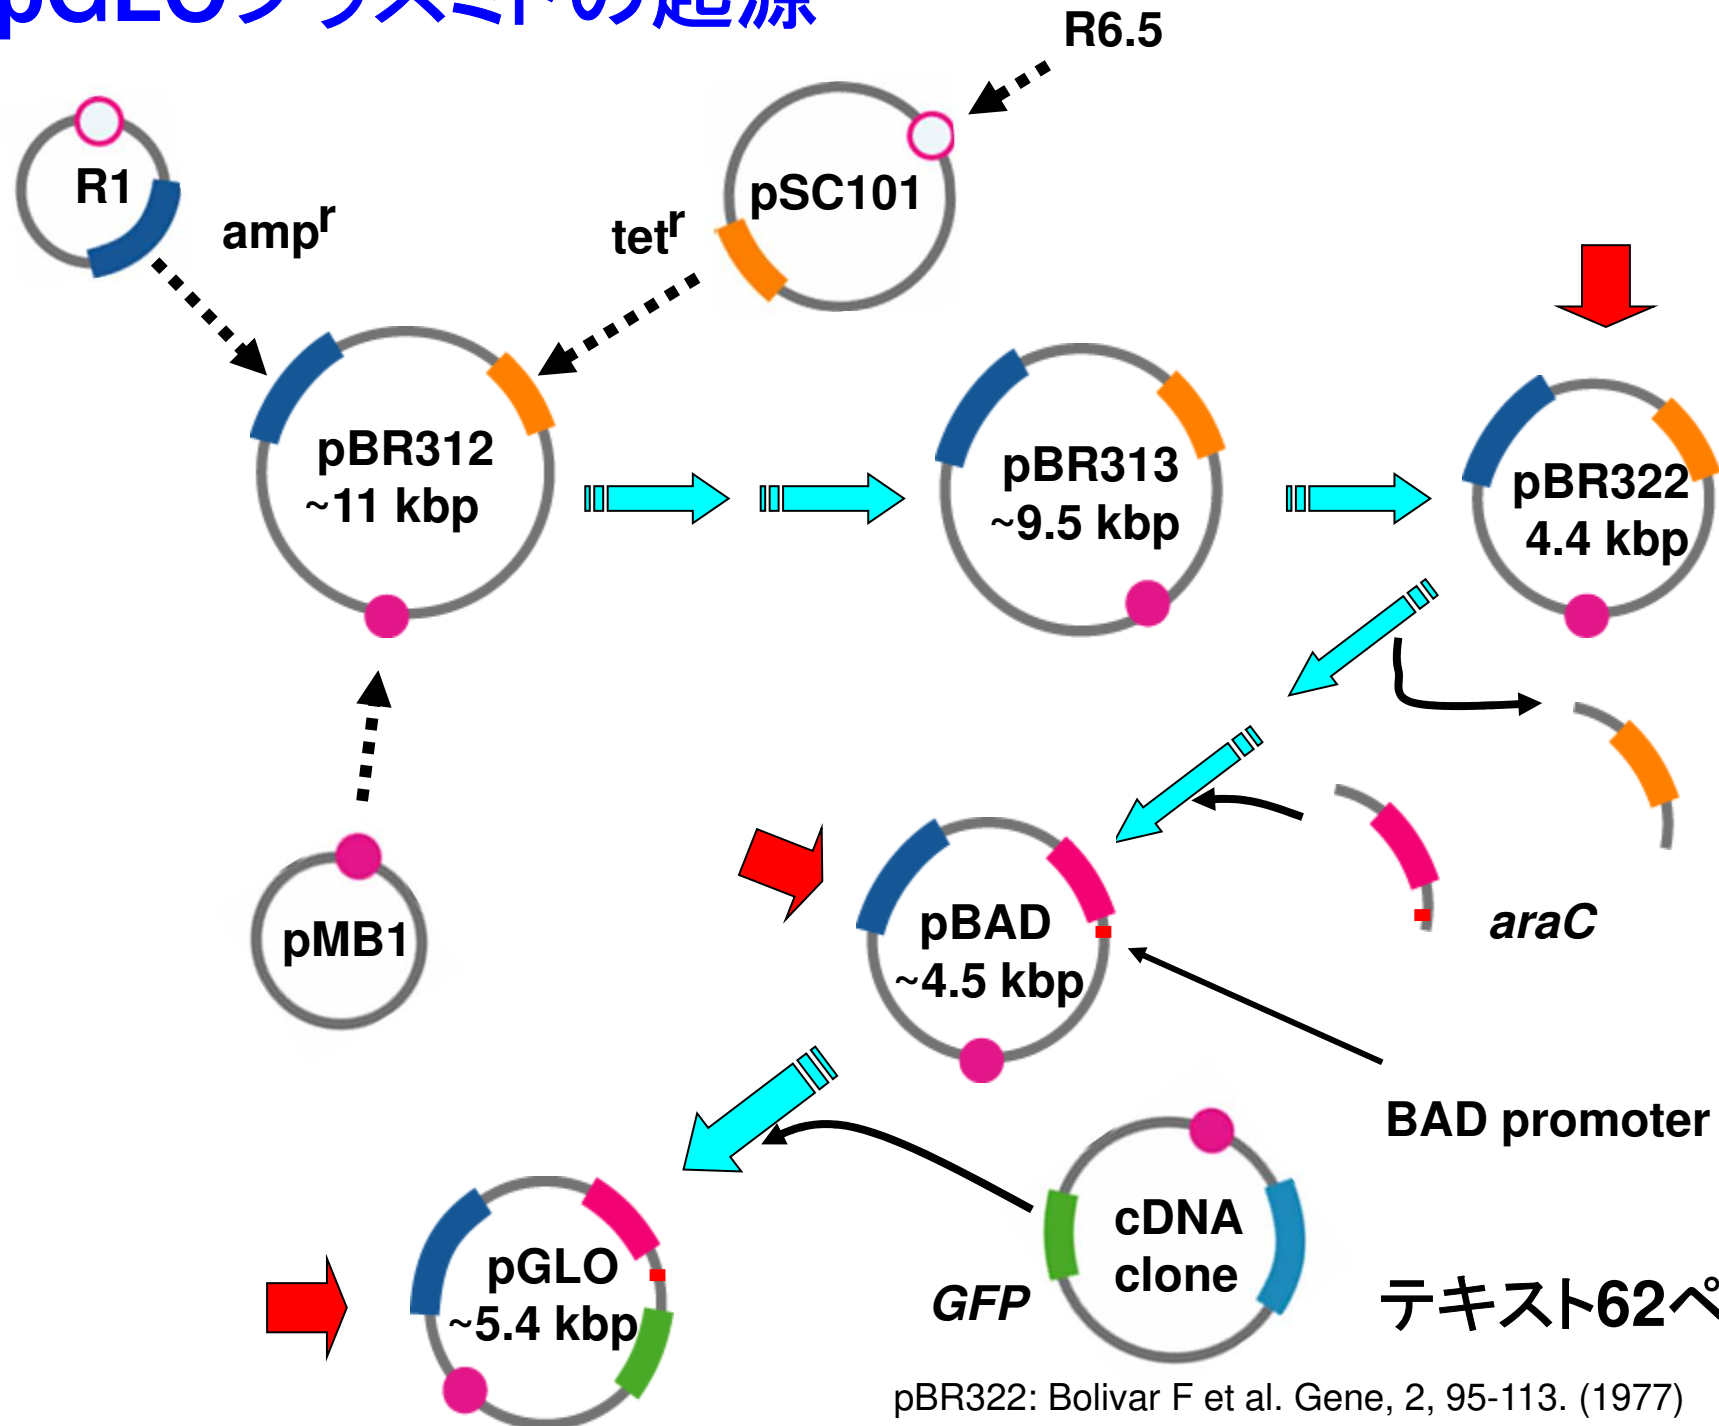 pGLOプラスミドの起源
R6.5
R1
pSC101
ampʳ
tetʳ
pBR312
~11 kbp
pBR313
~9.5 kbp
pBR322
4.4 kbp
pMB1
pBAD
~4.5 kbp
araC
BAD promoter
pGLO
~5.4 kbp
GFP
cDNA
clone
テキスト62ペ
pBR322: Bolivar F et al. Gene, 2, 95-113. (1977)